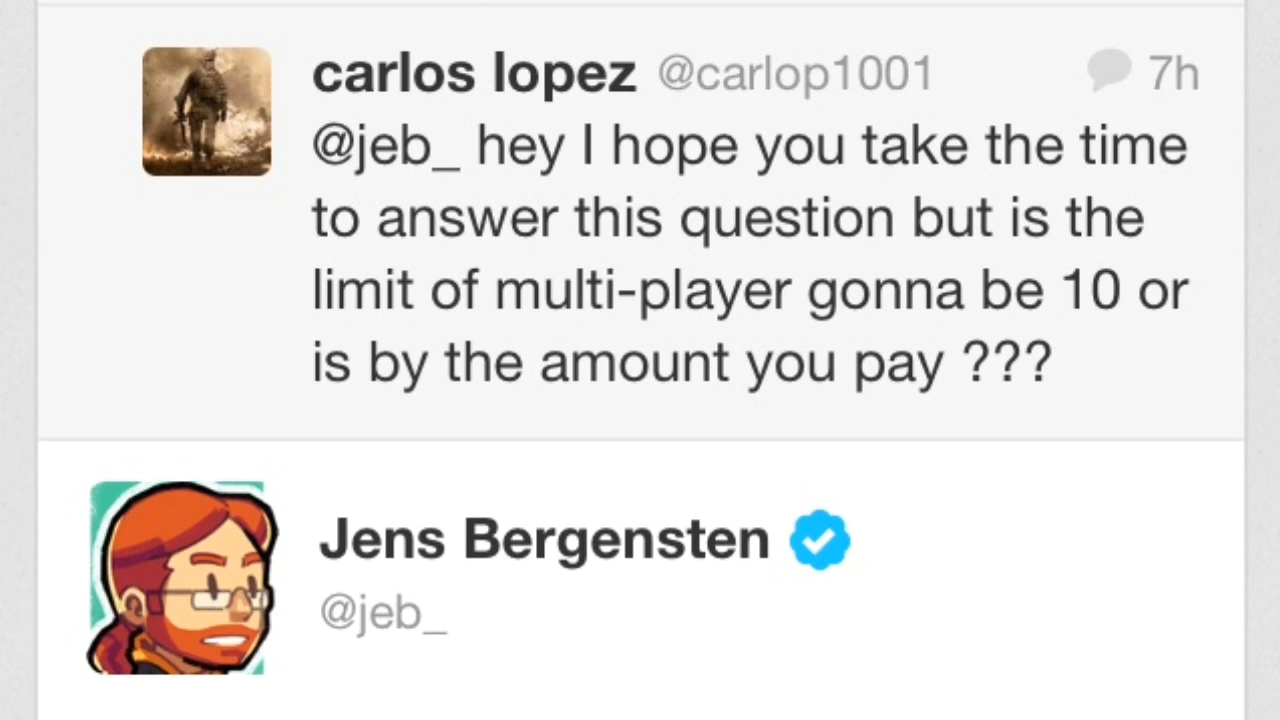 carlos lopez @carlop1001 7h
@jeb_ hey I hope you take the time
to answer this question but is the
limit of multi-player gonna be 10 or
is by the amount you pay ???
Jens Bergensten
@jeb_